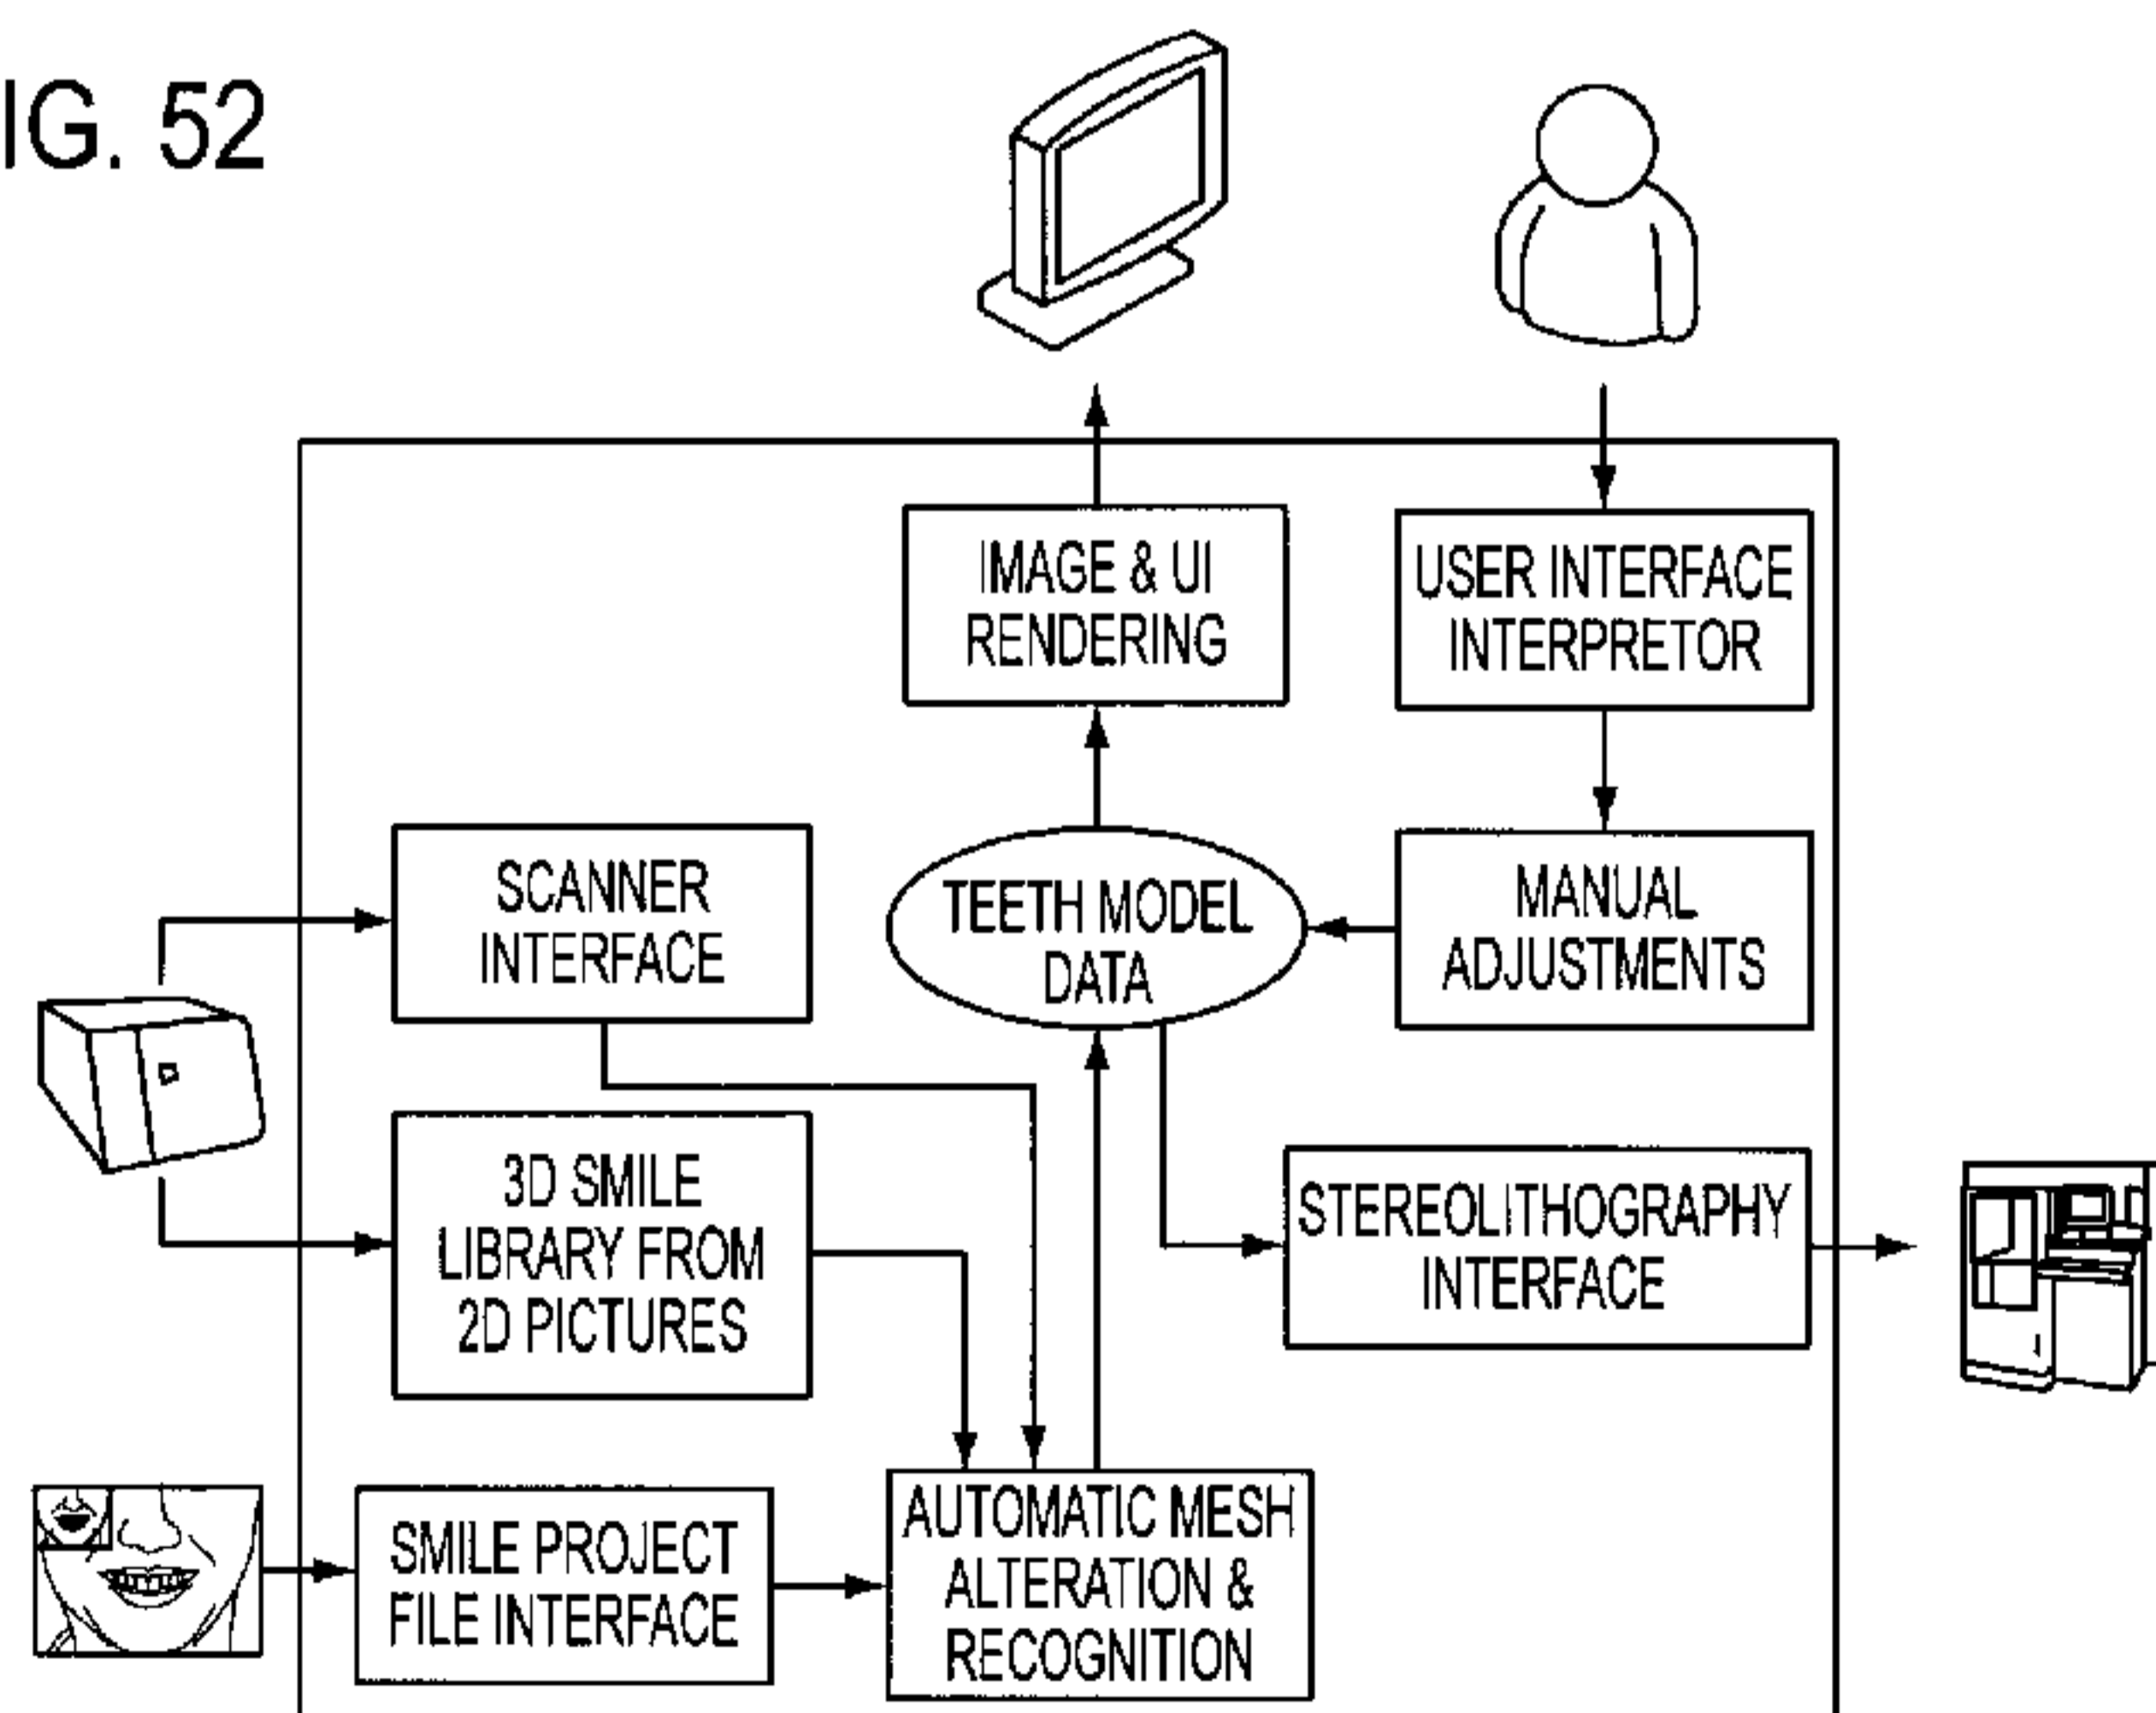 IG. 52
IMAGE & UI
RENDERING
USER INTERFACE
INTERPRETOR
SCANNER
INTERFACE
TEETH MODEL
DATA
MANUAL
ADJUSTMENTS
3D SMILE
LIBRARY FROM
2D PICTURES
STEREOLITHOGRAPHY
INTERFACE
SMILE PROJECT
FILE INTERFACE
AUTOMATIC MESH
ALTERATION &
RECOGNITION